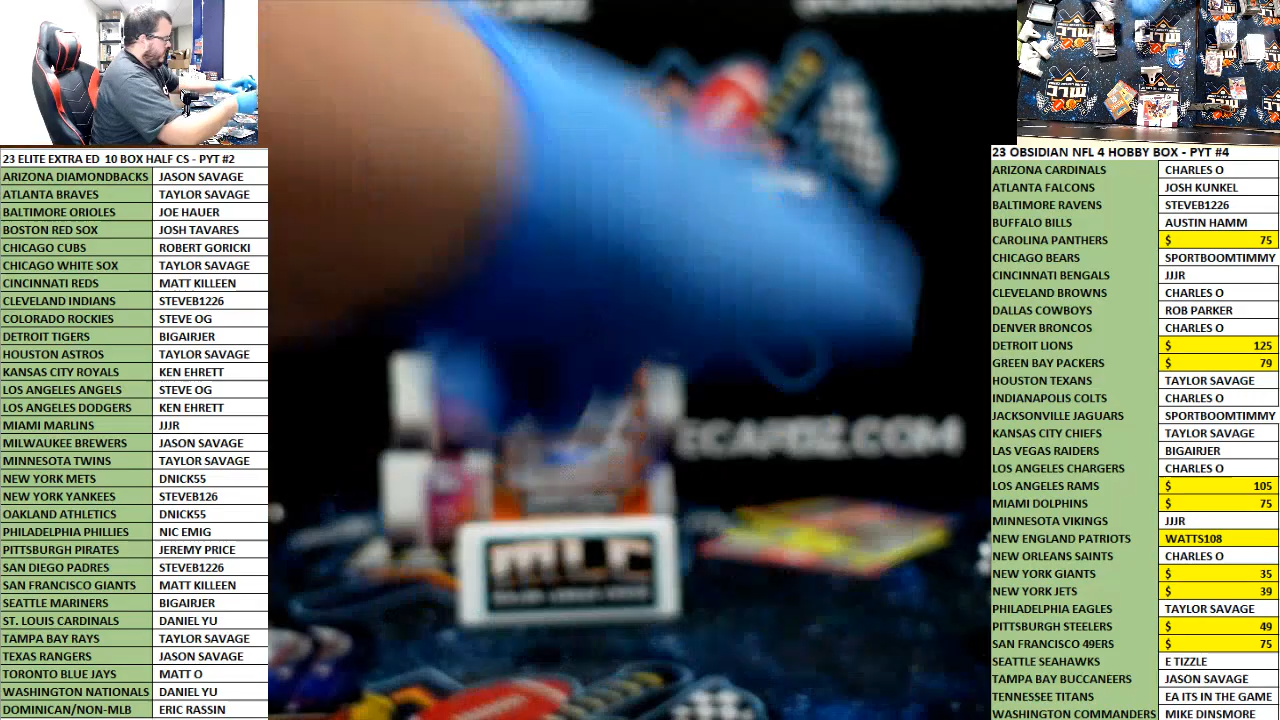 23 ELITE EXTRA ED 10 BOX HALF CS - PYT #2
ARIZONA DIAMONDBACKS JASON SAVAGE
ATLANTA BRAVES TAYLOR SAVAGE
BALTIMORE ORIOLES JOE HAUER
BOSTON RED SOX JOSH TAVARES
CHICAGO CUBS ROBERT GORICKI
CHICAGO WHITE SOX TAYLOR SAVAGE
CINCINNATI REDS MATT KILLEEN
CLEVELAND INDIANS STEVEB1226
COLORADO ROCKIES STEVE OG
DETROIT TIGERS BIGAIRJER
HOUSTON ASTROS TAYLOR SAVAGE
KANSAS CITY ROYALS KEN EHRETT
LOS ANGELES ANGELS STEVE OG
LOS ANGELES DODGERS KEN EHRETT
MIAMI MARLINS JJJR
MILWAUKEE BREWERS JASON SAVAGE
MINNESOTA TWINS TAYLOR SAVAGE
NEW YORK METS DNICK55
NEW YORK YANKEES STEVEB126
OAKLAND ATHLETICS DNICK55
PHILADELPHIA PHILLIES NIC EMIG
PITTSBURGH PIRATES JEREMY PRICE
SAN DIEGO PADRES STEVEB1226
SAN FRANCISCO GIANTS MATT KILLEEN
SEATTLE MARINERS BIGAIRJER
ST. LOUIS CARDINALS DANIEL YU
TAMPA BAY RAYS TAYLOR SAVAGE
TEXAS RANGERS JASON SAVAGE
TORONTO BLUE JAYS MATT O
WASHINGTON NATIONALS DANIEL YU
DOMINICAN/NON-MLB ERIC RASSIN
ECAFBZ.COM
MLC
23 OBSIDIAN NFL 4 HOBBY BOX - PYT #4
ARIZONA CARDINALS CHARLES O
ATLANTA FALCONS JOSH KUNKEL
BALTIMORE RAVENS STEVEB1226
BUFFALO BILLS AUSTIN HAMM
CAROLINA PANTHERS $ 75
CHICAGO BEARS SPORTBOOMTIMMY
CINCINNATI BENGALS JJJR
CLEVELAND BROWNS CHARLES O
DALLAS COWBOYS ROB PARKER
DENVER BRONCOS CHARLES O
DETROIT LIONS $ 125
GREEN BAY PACKERS $ 79
HOUSTON TEXANS TAYLOR SAVAGE
INDIANAPOLIS COLTS CHARLES O
JACKSONVILLE JAGUARS SPORTBOOMTIMMY
KANSAS CITY CHIEFS TAYLOR SAVAGE
LAS VEGAS RAIDERS BIGAIRJER
LOS ANGELES CHARGERS CHARLES O
LOS ANGELES RAMS $ 105
MIAMI DOLPHINS $ 75
MINNESOTA VIKINGS JJJR
NEW ENGLAND PATRIOTS WATTS108
NEW ORLEANS SAINTS CHARLES O
NEW YORK GIANTS $ 35
NEW YORK JETS $ 39
PHILADELPHIA EAGLES TAYLOR SAVAGE
PITTSBURGH STEELERS $ 49
SAN FRANCISCO 49ERS $ 75
SEATTLE SEAHAWKS E TIZZLE
TAMPA BAY BUCCANEERS JASON SAVAGE
TENNESSEE TITANS EA ITS IN THE GAME
WASHINGTON COMMANDERS MIKE DINSMORE